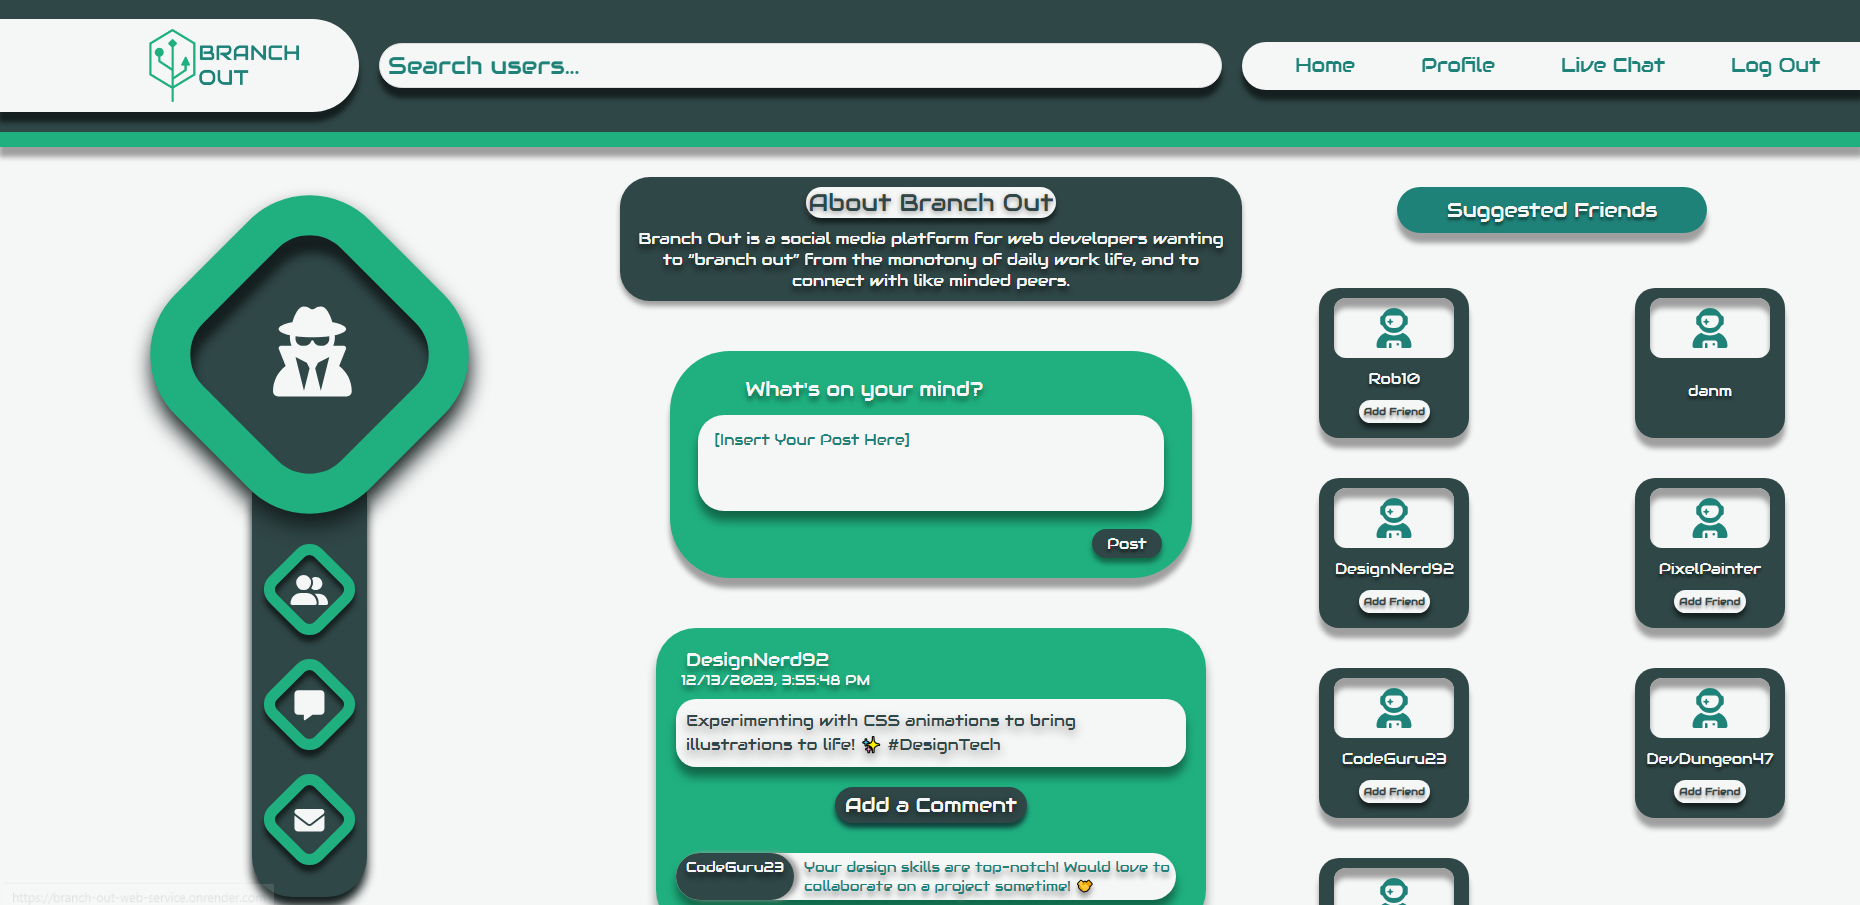 BRANCH
OUT
Search users...
Home
Profile
Live Chat
Log Out
About Branch Out
Branch Out is a social media platform for web developers wanting
to “branch out” from the monotony of daily work life, and to
connect with like minded peers.
What's on your mind?
[Insert Your Post Here]
Post
DesignNerd92
12/13/2023, 3:55:48 PM
Experimenting with CSS animations to bring
illustrations to life! ✨ #DesignTech
Add a Comment
CodeGuru23
Your design skills are top-notch! Would love to
collaborate on a project sometime! 🧡
Suggested Friends
Rob10
Add Friend
danm
DesignNerd92
Add Friend
PixelPainter
Add Friend
CodeGuru23
Add Friend
DevDungeon47
Add Friend
https://branch-out-web-service.onrender.com